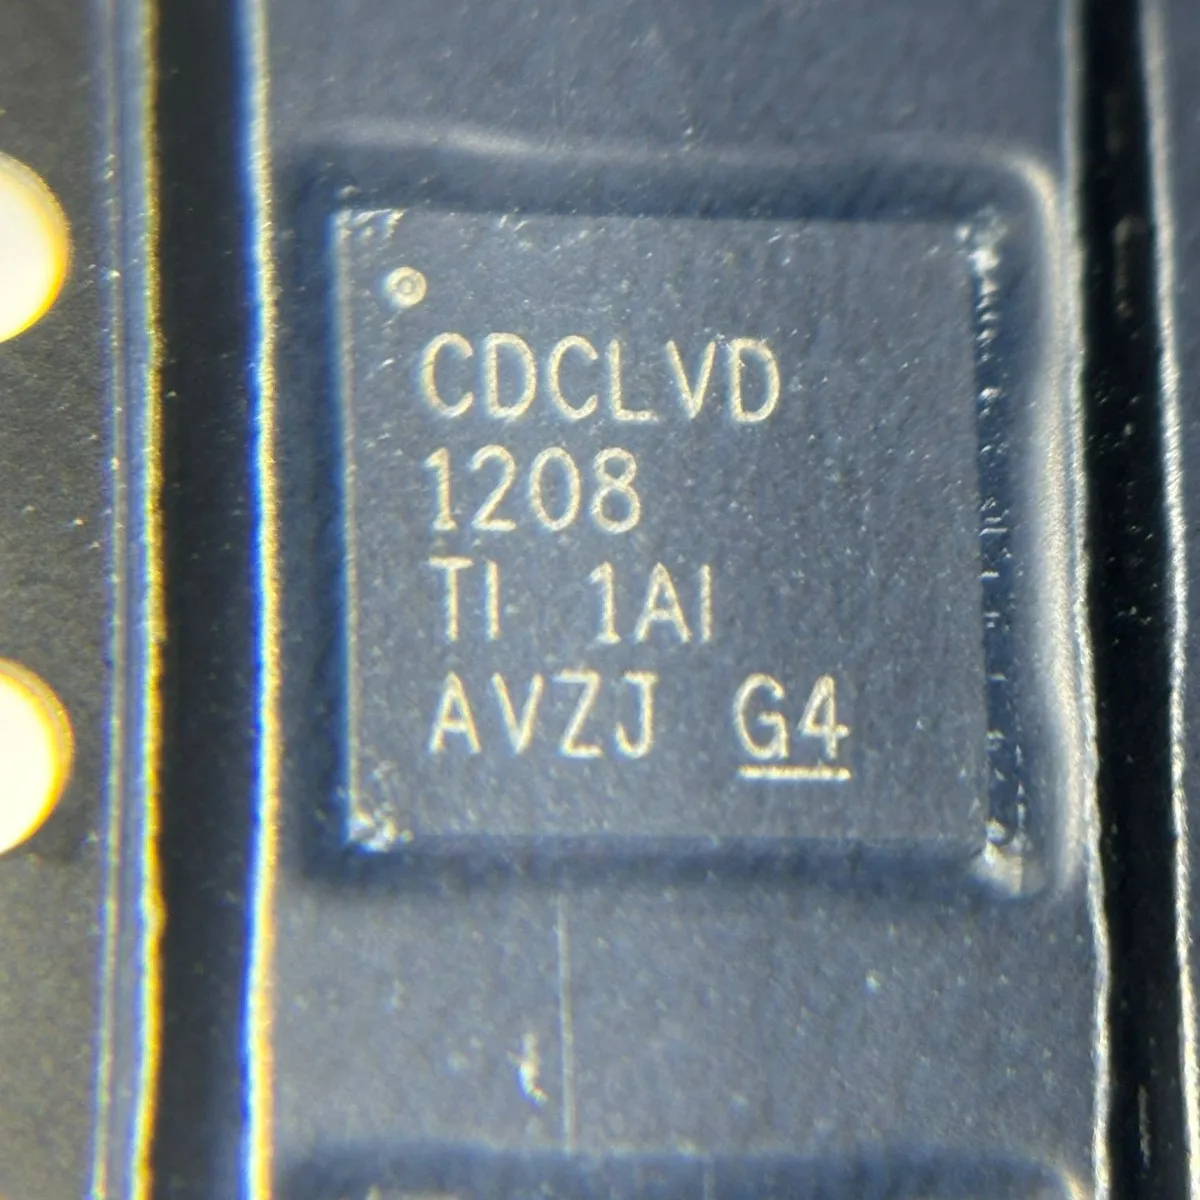 CDCLVD
1208
TI 1AI
AVZJ G4